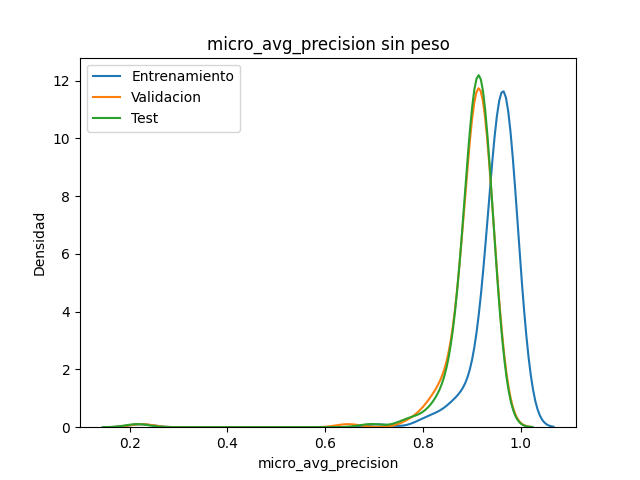 micro_avg_precision sin peso
Entrenamiento
Validacion
Test
Densidad
12
10
8
6
4
2
0
0.2 0.4 0.6 0.8 1.0
micro_avg_precision